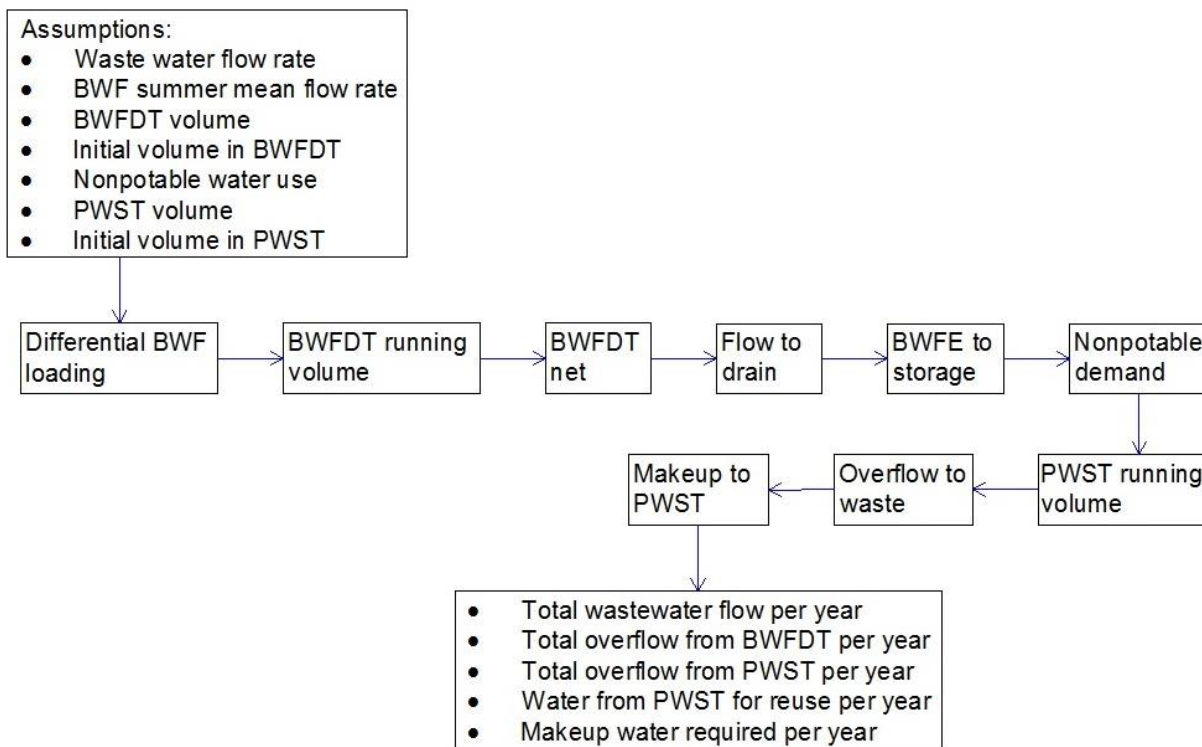 Assumptions:
• Waste water flow rate
• BWF summer mean flow rate
• BWFDT volume
• Initial volume in BWFDT
• Nonpotable water use
• PWST volume
• Initial volume in PWST
Differential BWF
loading
BWFDT running
volume
BWFDT
net
Flow to
drain
BWFE to
storage
Nonpotable
demand
PWST running
volume
Overflow to
waste
Makeup to
PWST
• Total wastewater flow per year
• Total overflow from BWFDT per year
• Total overflow from PWST per year
• Water from PWST for reuse per year
• Makeup water required per year